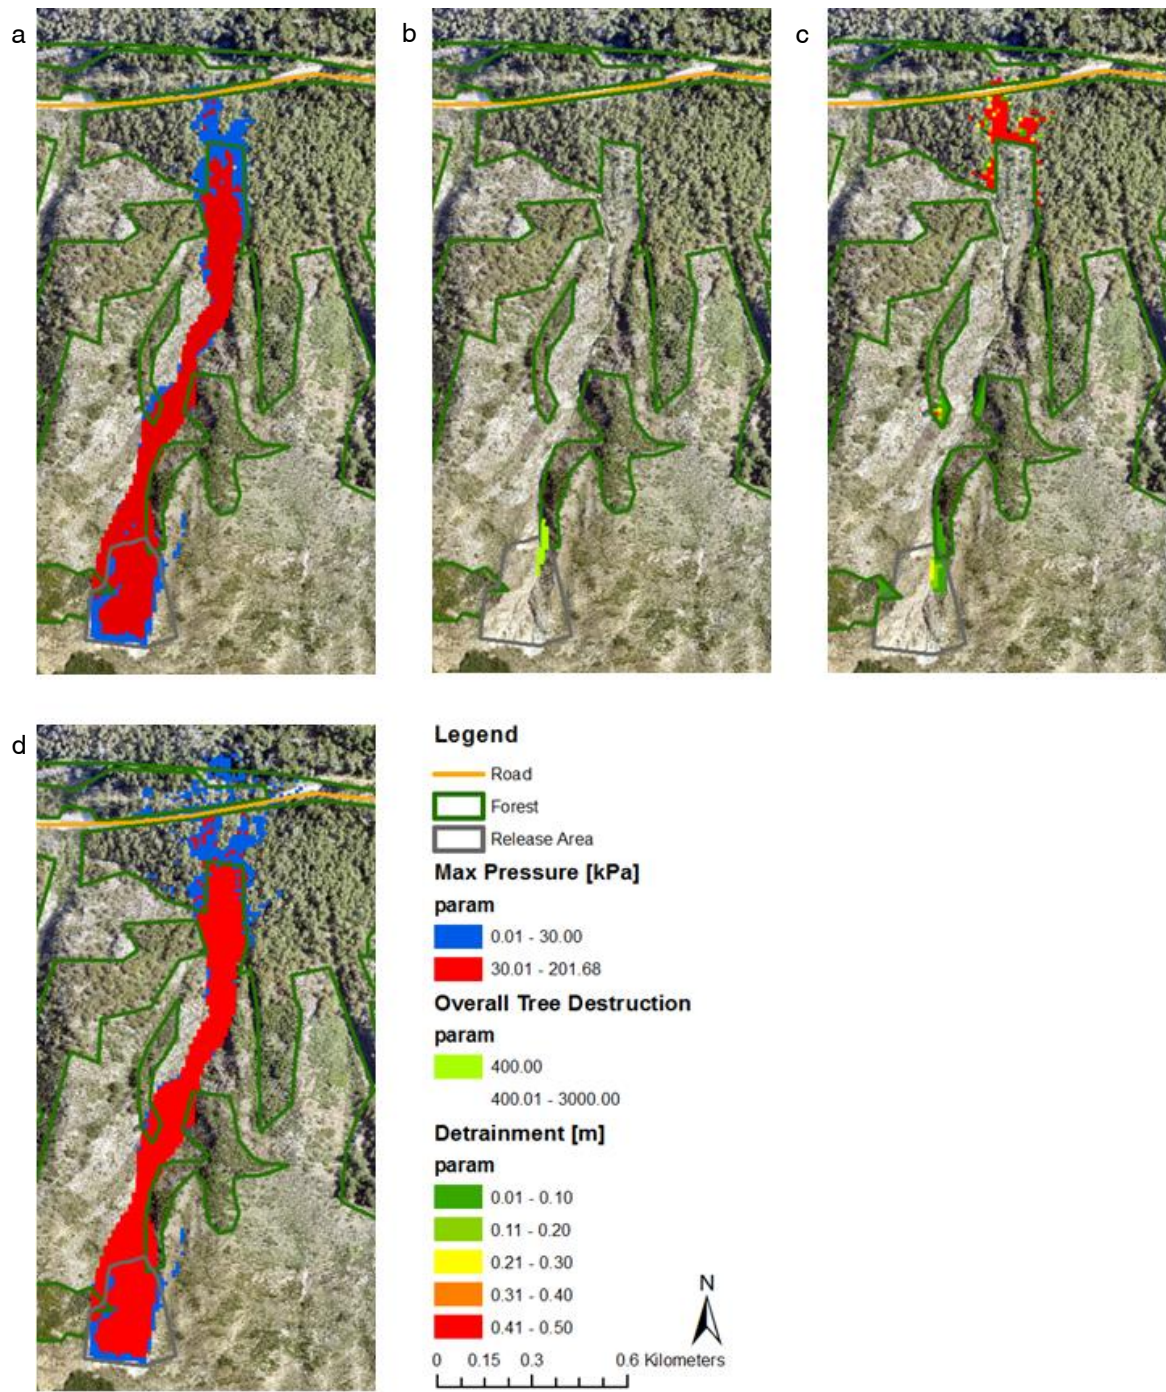 a
b
c
d
Legend
Road
Forest
Release Area
Max Pressure [kPa]
param
0.01 - 30.00
30.01 - 201.68
Overall Tree Destruction
param
400.00
400.01 - 3000.00
Detrainment [m]
param
0.01 - 0.10
0.11 - 0.20
0.21 - 0.30
0.31 - 0.40
0.41 - 0.50
N
0 0.15 0.3 0.6 Kilometers